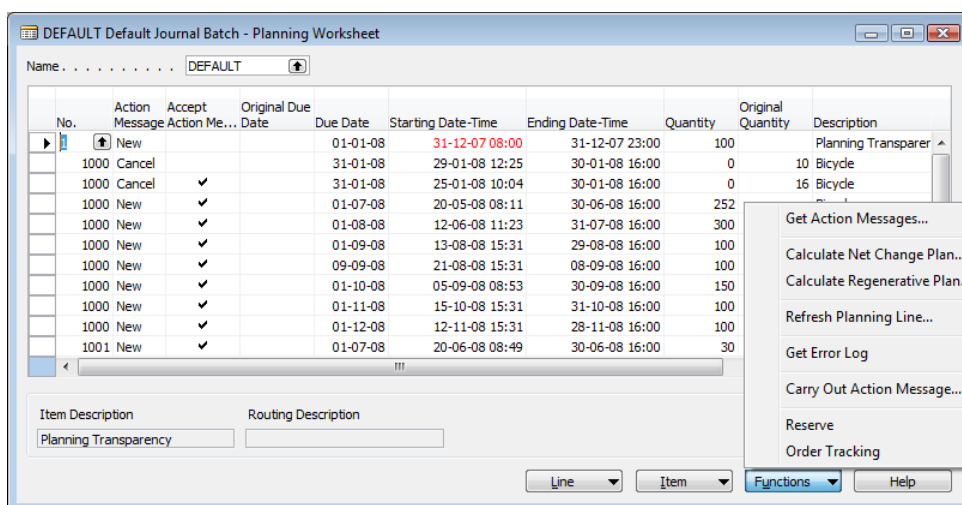 DEFAULT Default Journal Batch - Planning Worksheet
Name . . . . . . . . . . DEFAULT
No. Action Message Accept Action Me... Original Due Date Due Date Starting Date-Time Ending Date-Time Quantity Original Quantity Description
1 New 01-01-08 31-12-07 08:00 31-12-07 23:00 100 Planning Transparer
1000 Cancel 31-01-08 29-01-08 12:25 30-01-08 16:00 0 10 Bicycle
1000 Cancel ✔ 31-01-08 25-01-08 10:04 30-01-08 16:00 0 16 Bicycle
1000 New ✔ 01-07-08 20-05-08 08:11 30-06-08 16:00 252
1000 New ✔ 01-08-08 12-06-08 11:23 31-07-08 16:00 300
1000 New ✔ 01-09-08 13-08-08 15:31 29-08-08 16:00 100
1000 New ✔ 09-09-08 21-08-08 15:31 08-09-08 16:00 100
1000 New ✔ 01-10-08 05-09-08 08:53 30-09-08 16:00 150
1000 New ✔ 01-11-08 15-10-08 15:31 31-10-08 16:00 100
1000 New ✔ 01-12-08 12-11-08 15:31 28-11-08 16:00 100
1001 New ✔ 01-07-08 20-06-08 08:49 30-06-08 16:00 30
Get Action Messages...
Calculate Net Change Plan..
Calculate Regenerative Plan.
Refresh Planning Line...
Get Error Log
Carry Out Action Message...
Reserve
Order Tracking
Item Description Routing Description
Planning Transparency
Line Item Functions Help